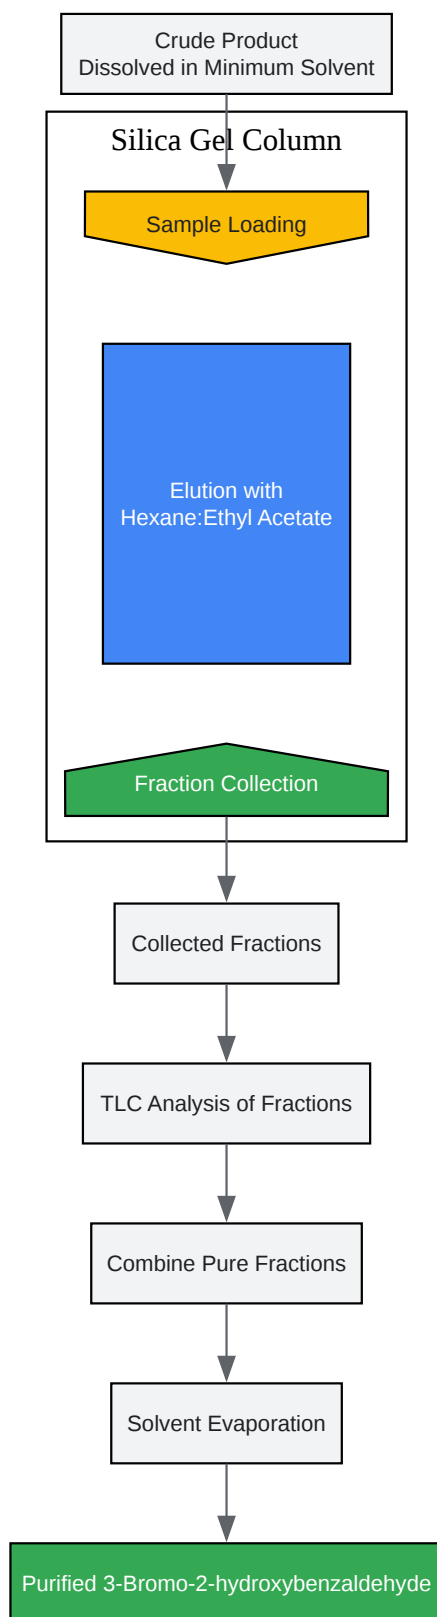 Crude Product
Dissolved in Minimum Solvent
Silica Gel Column
Sample Loading
Elution with
Hexane:Ethyl Acetate
Fraction Collection
Collected Fractions
TLC Analysis of Fractions
Combine Pure Fractions
Solvent Evaporation
Purified 3-Bromo-2-hydroxybenzaldehyde